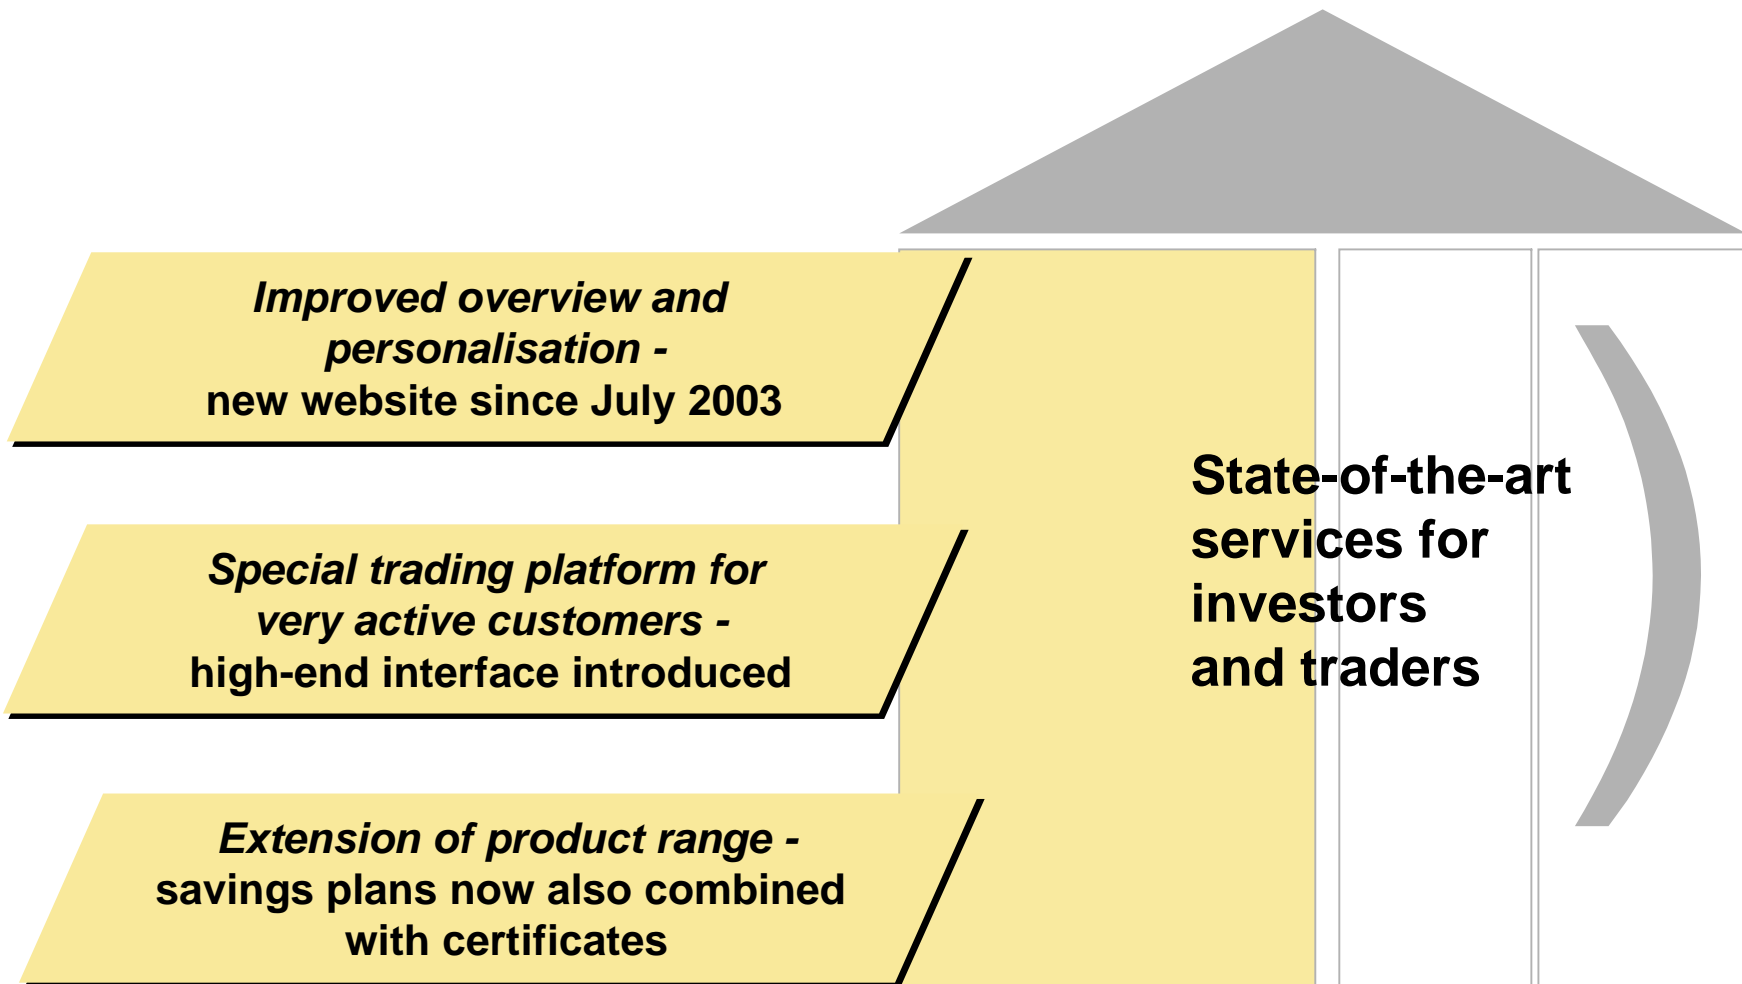 Improved overview and
personalisation -
new website since July 2003
Special trading platform for
very active customers -
high-end interface introduced
Extension of product range -
savings plans now also combined
with certificates
State-of-the-art
services for
investors
and traders